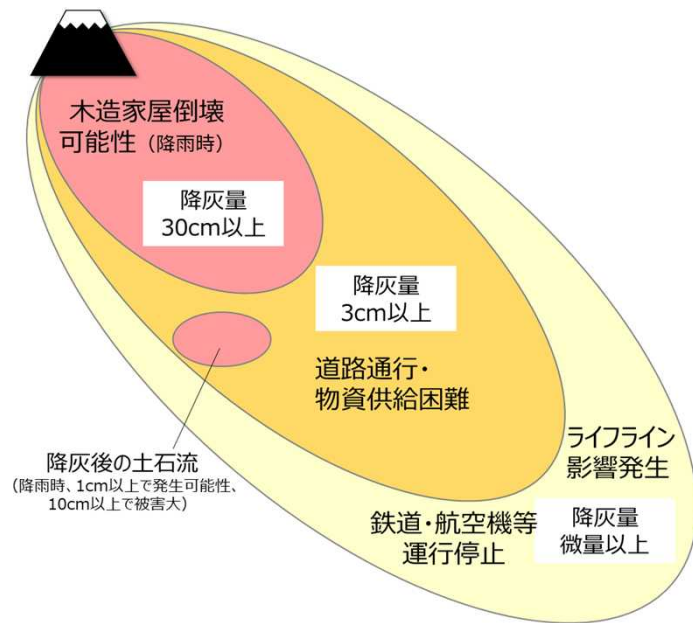 木造家屋倒壊
可能性（降雨時）
降灰量
30cm以上
降灰量
3cm以上
道路通行・
物資供給困難
降灰後の土石流
（降雨時、1cm以上で発生可能性、
10cm以上で被害大）
ライフライン
影響発生
鉄道・航空機等
運行停止
降灰量
微量以上